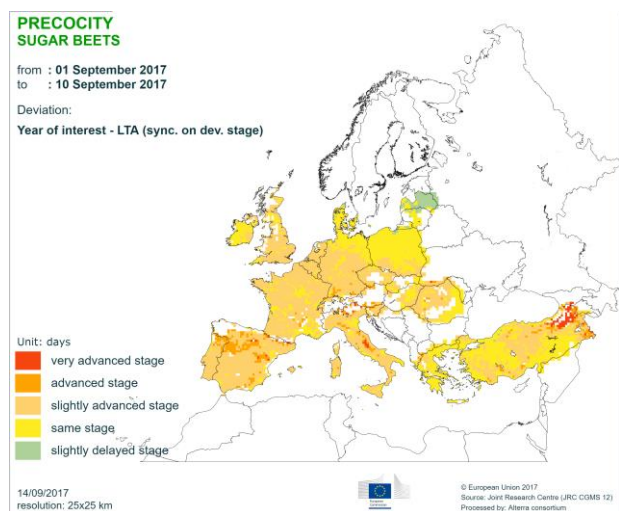 PRECOCITY
SUGAR BEETS
from : 01 September 2017
to : 10 September 2017
Deviation:
Year of interest - LTA (sync. on dev. stage)
Unit: days
very advanced stage
advanced stage
slightly advanced stage
same stage
slightly delayed stage
14/09/2017
resolution: 25x25 km
© European Union 2017
Source: Joint Research Centre (JRC CGMS 12)
Processed by: Alterra consortium